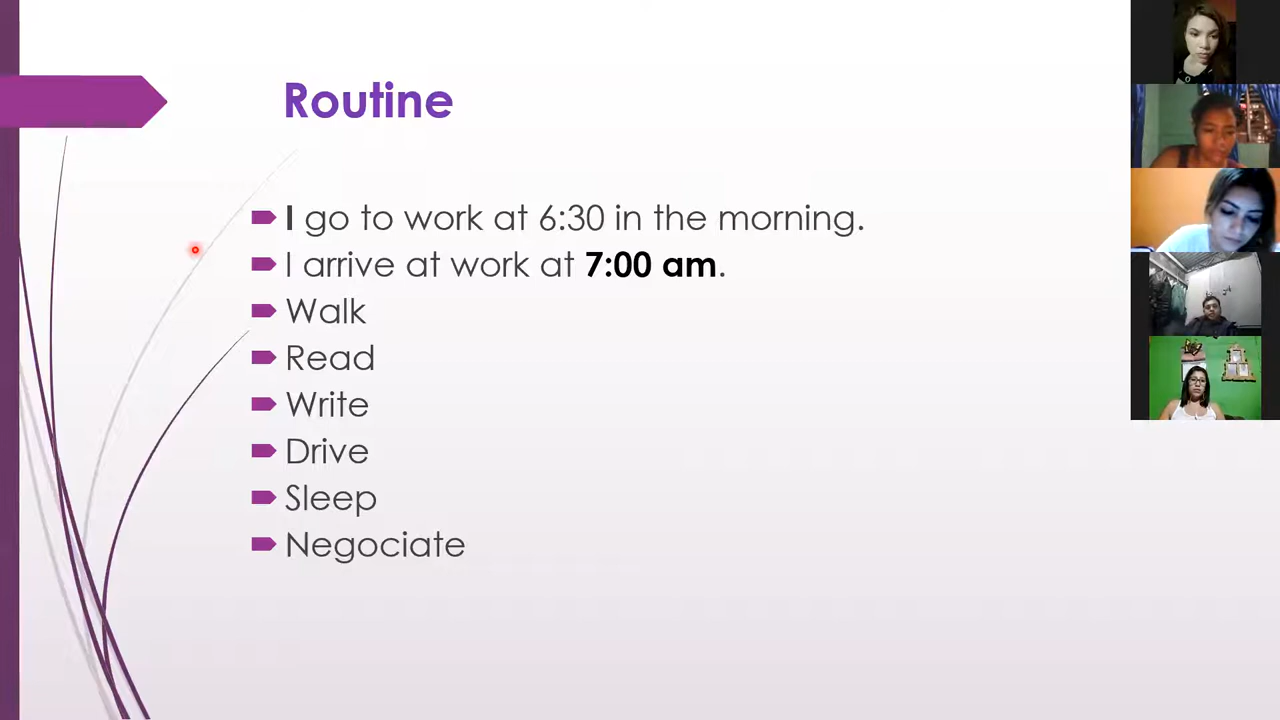 Routine
I go to work at 6:30 in the morning.
I arrive at work at 7:00 am.
Walk
Read
Write
Drive
Sleep
Negociate